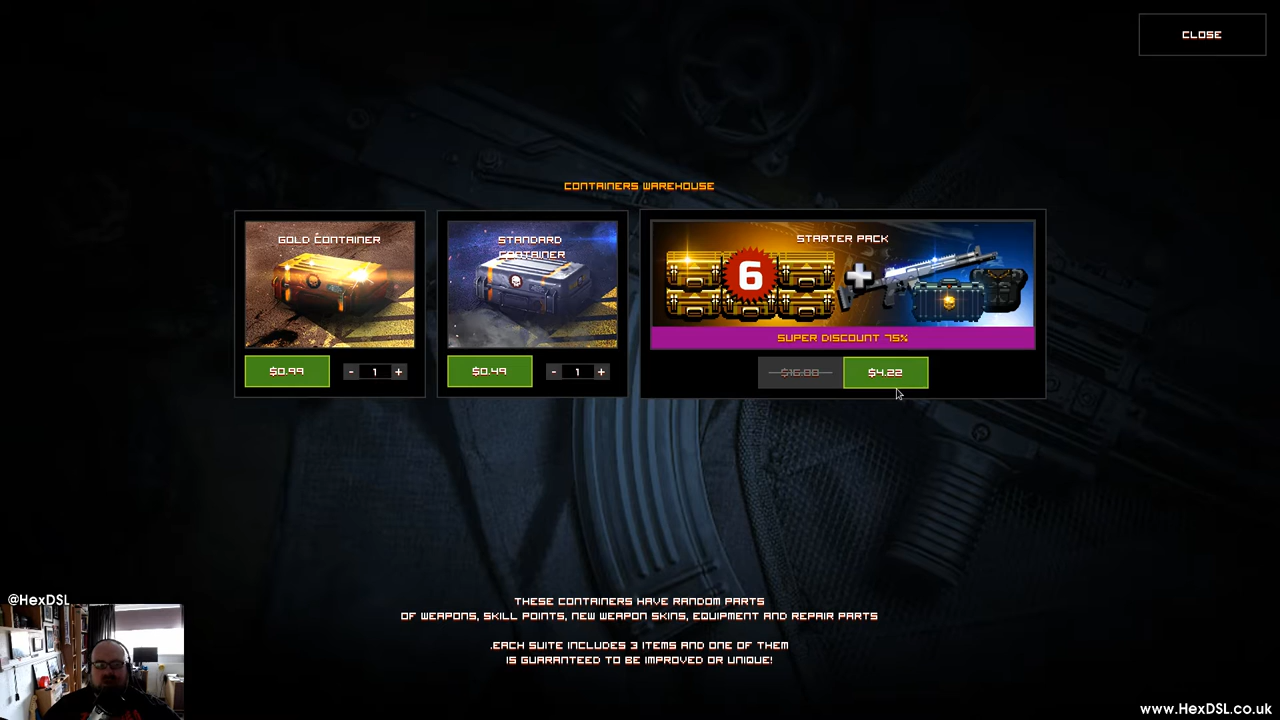 CLOSE
CONTAINERS WAREHOUSE
GOLD CONTAINER
$0.99
- 1 +
STANDARD
CONTAINER
$0.49
- 1 +
STARTER PACK
6
SUPER DISCOUNT 75%
$16.88
$4.22
THESE CONTAINERS HAVE RANDOM PARTS
OF WEAPONS, SKILL POINTS, NEW WEAPON SKINS, EQUIPMENT AND REPAIR PARTS
.EACH SUITE INCLUDES 3 ITEMS AND ONE OF THEM
IS GUARANTEED TO BE IMPROVED OR UNIQUE!
@HexDSL
www.HexDSL.co.uk